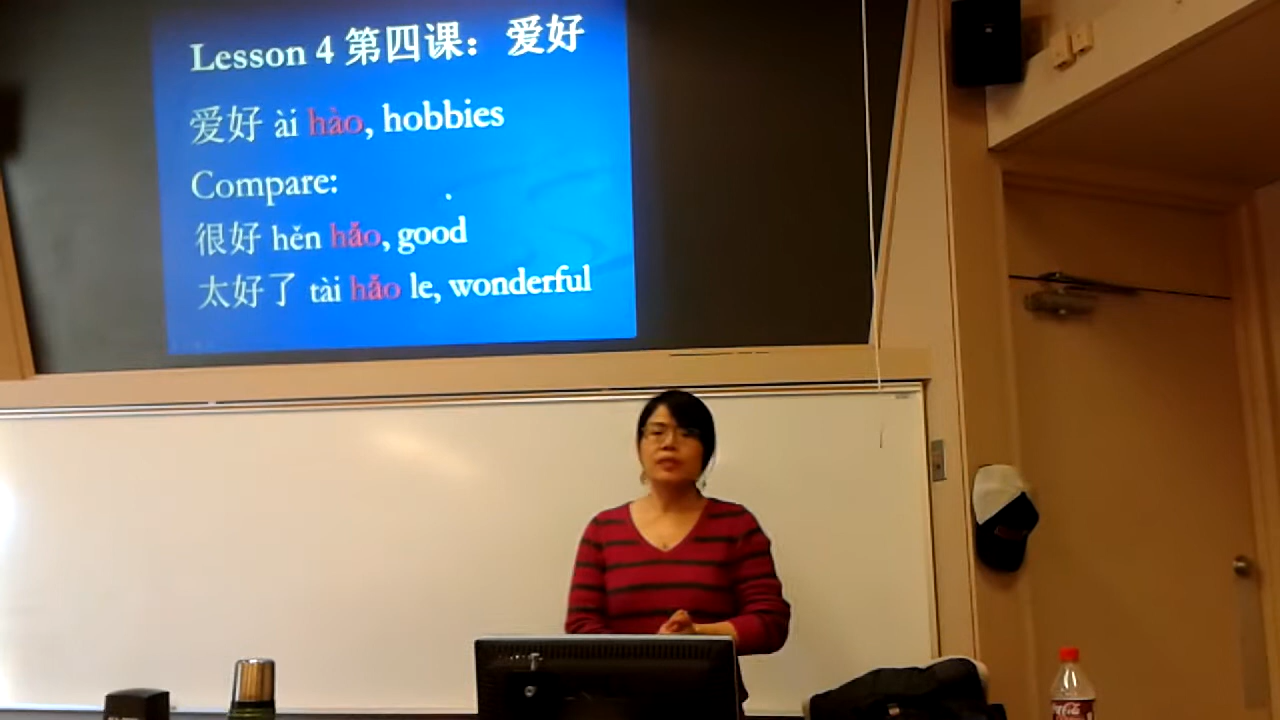 Lesson 4 第四课：爱好
爱好 ài hào, hobbies
Compare:
很好 hěn hǎo, good
太好了 tài hǎo le, wonderful